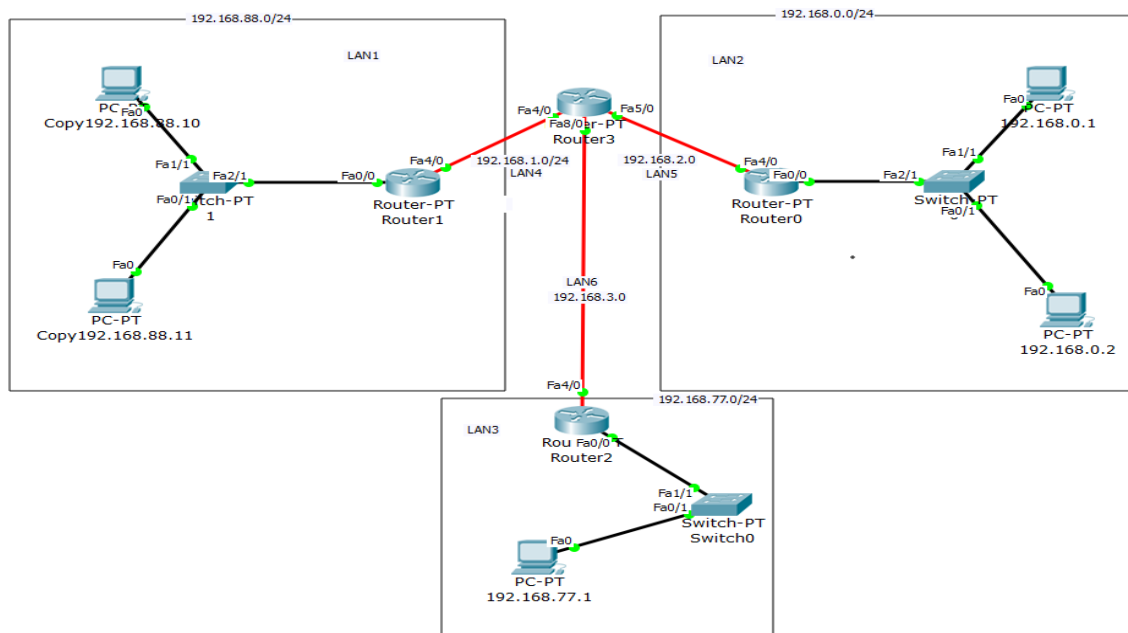 192.168.88.0/24
192.168.0.0/24
LAN1
LAN2
Fa0
Copy192.168.88.10
Fa1/1
Fa2/1
Fa0/1
1
Fa0
PC-PT
Copy192.168.88.11
Fa0/0
Fa4/0
Router-PT
Router1
Fa4/0
Fa5/0
Fa8/0
Router3
192.168.1.0/24
LAN4
192.168.2.0
LAN5
Fa4/0
Fa0/0
Router-PT
Router0
Fa2/1
Fa1/1
Fa0/1
Switch-PT
Fa0
PC-PT
192.168.0.1
Fa0
PC-PT
192.168.0.2
LAN6
192.168.3.0
Fa4/0
192.168.77.0/24
LAN3
Fa0/0
Router2
Fa1/1
Fa0/1
Switch-PT
Switch0
Fa0
PC-PT
192.168.77.1